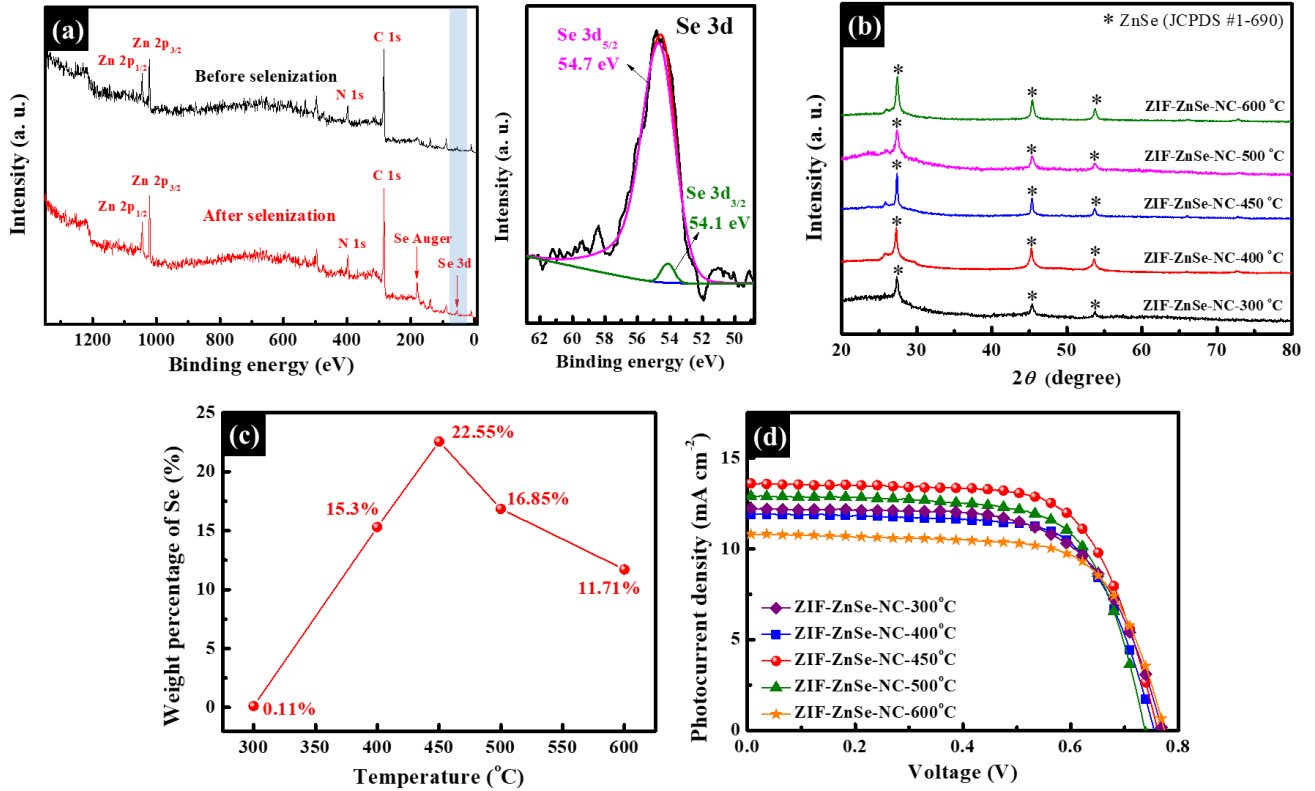 (a)
Zn 2p1/2
Zn 2p3/2
C 1s
Before selenization
N 1s
Zn 2p1/2
Zn 2p3/2
C 1s
After selenization
N 1s
Se Auger
Se 3d
Intensity (a. u.)
1200 1000 800 600 400 200 0
Binding energy (eV)
Se 3d
Se 3d5/2
54.7 eV
Se 3d3/2
54.1 eV
Intensity (a. u.)
62 60 58 56 54 52 50
Binding energy (eV)
(b)
* ZnSe (JCPDS #1-690)
* * *
ZIF-ZnSe-NC-600 °C
* * *
ZIF-ZnSe-NC-500 °C
* * *
ZIF-ZnSe-NC-450 °C
* * *
ZIF-ZnSe-NC-400 °C
* * *
ZIF-ZnSe-NC-300 °C
Intensity (a. u.)
20 30 40 50 60 70 80
2θ (degree)
(c)
25
20
15
10
5
0
Weight percentage of Se (%)
22.55%
15.3%
16.85%
11.71%
0.11%
300 350 400 450 500 550 600
Temperature (°C)
(d)
15
10
5
0
Photocurrent density (mA cm-2)
ZIF-ZnSe-NC-300°C
ZIF-ZnSe-NC-400°C
ZIF-ZnSe-NC-450°C
ZIF-ZnSe-NC-500°C
ZIF-ZnSe-NC-600°C
0.0 0.2 0.4 0.6 0.8
Voltage (V)